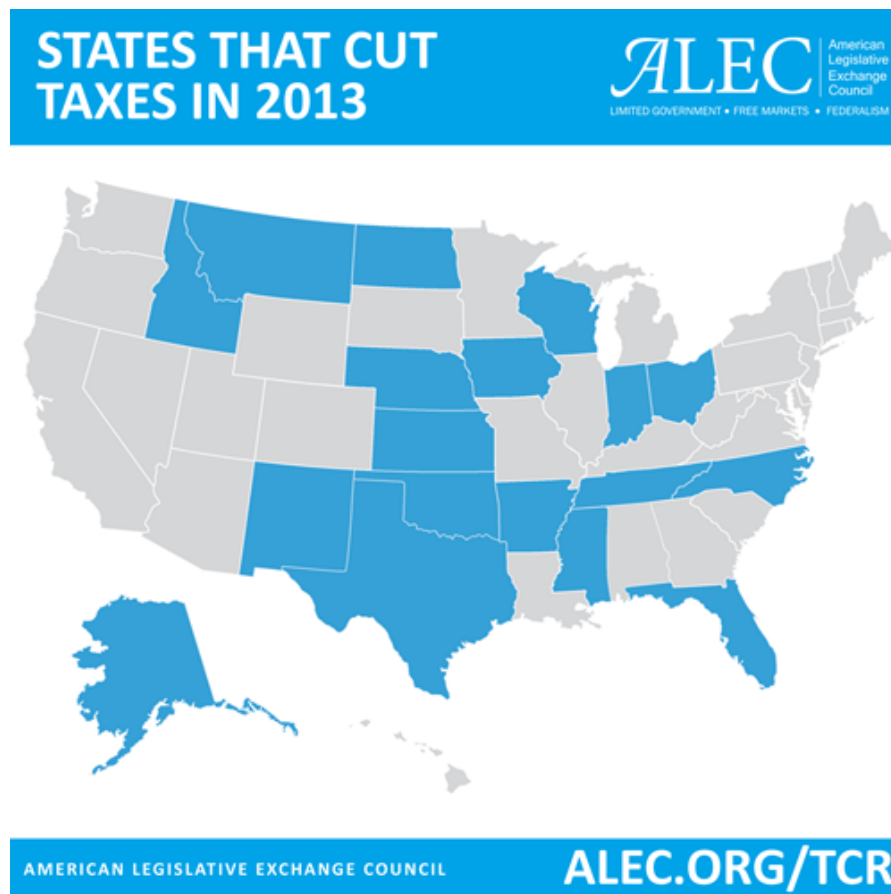 STATES THAT CUT
TAXES IN 2013
ALEC
American
Legislative
Exchange
Council
LIMITED GOVERNMENT • FREE MARKETS • FEDERALISM
AMERICAN LEGISLATIVE EXCHANGE COUNCIL
ALEC.ORG/TCR